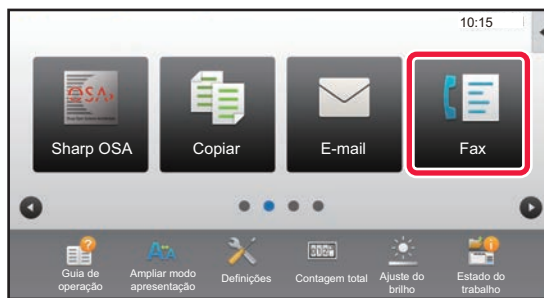 10:15
OSA
Sharp OSA
Copiar
E-mail
Fax
Guia de
operação
Ampliar modo
apresentação
Definições
Contagem total
Ajuste do
brilho
Estado do
trabalho